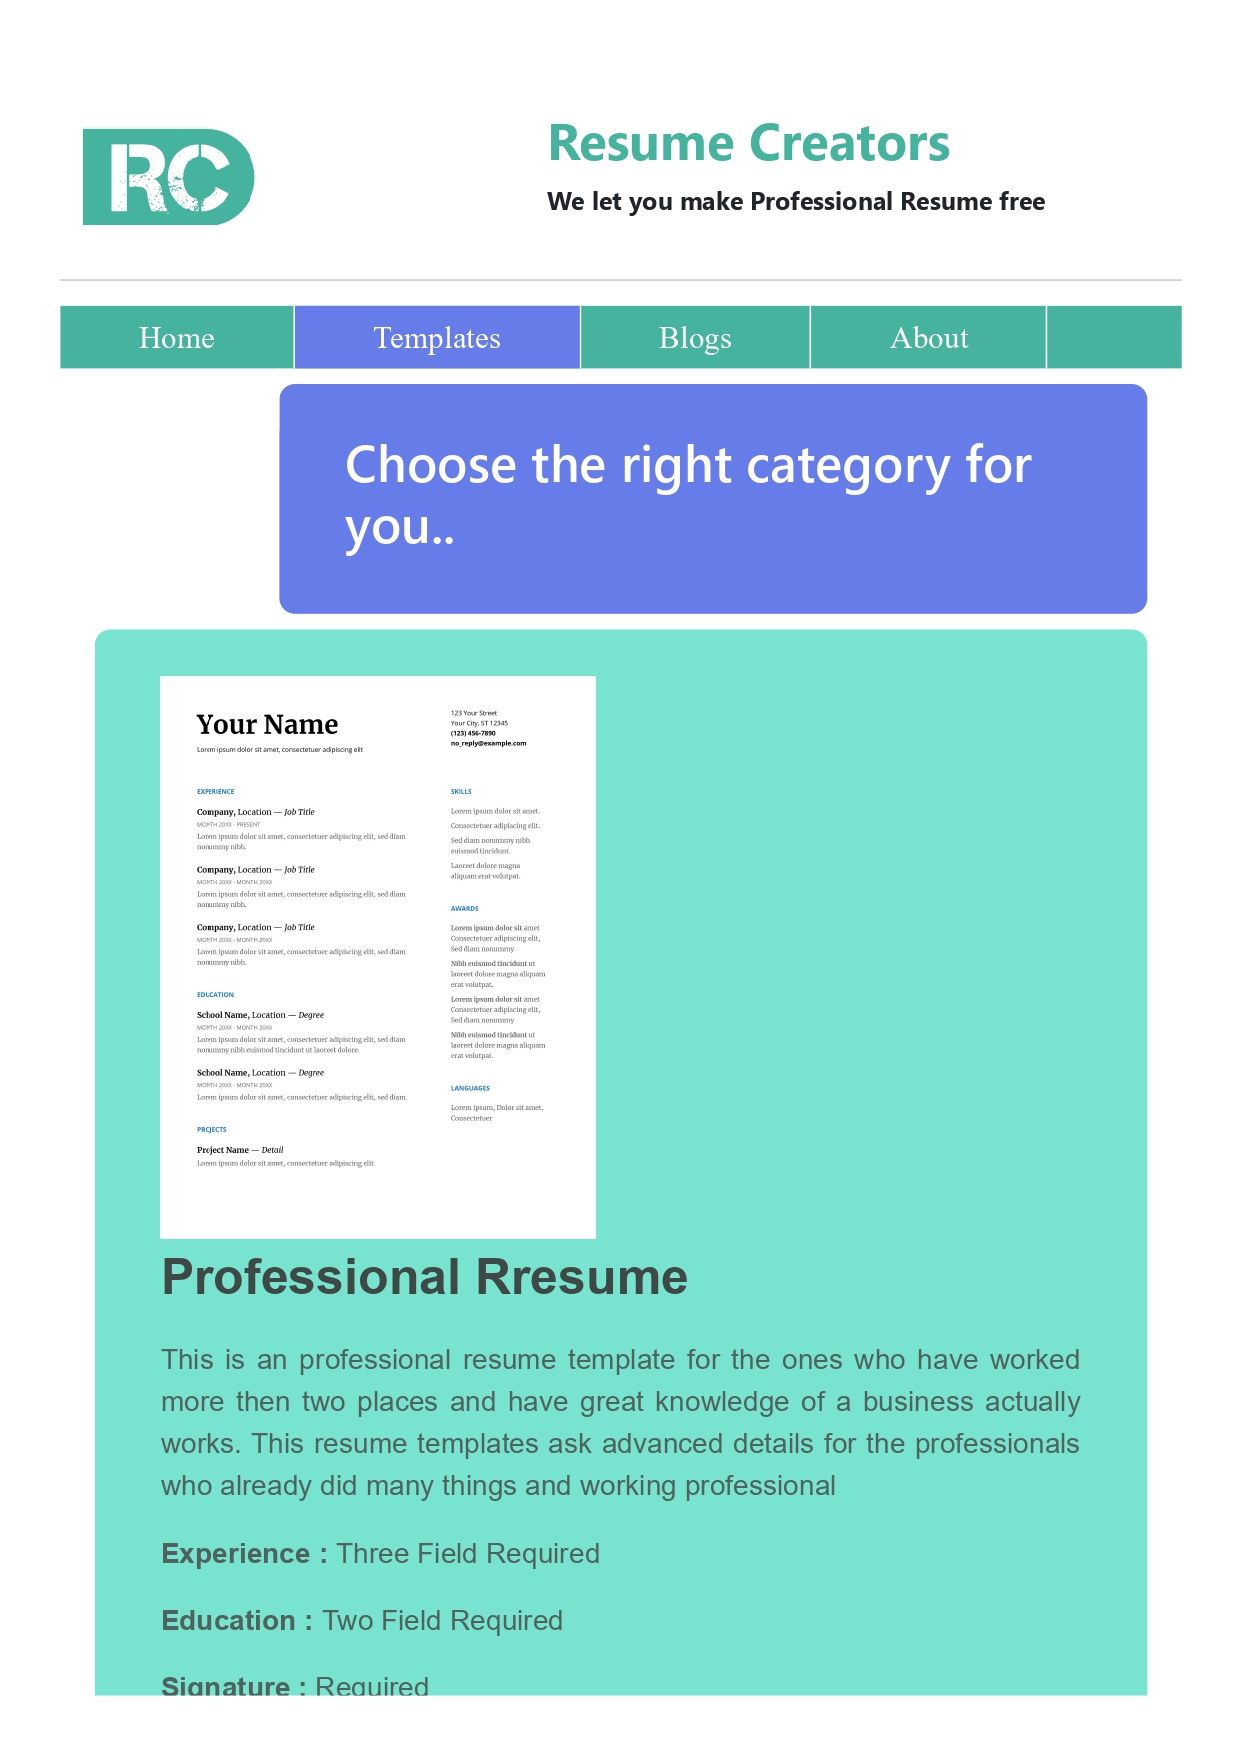 RC
Resume Creators
We let you make Professional Resume free
Home
Templates
Blogs
About
Choose the right category for
you..
Your Name
Lorem ipsum dolor sit amet, consectetuer adipiscing elit
123 Your Street
Your City, ST 12345
(123) 456-7890
no_reply@example.com
EXPERIENCE
Company, Location — Job Title
MONTH 20XX - PRESENT
Lorem ipsum dolor sit amet, consectetuer adipiscing elit, sed diam
nonummy nibh.
Company, Location — Job Title
MONTH 20XX - MONTH 20XX
Lorem ipsum dolor sit amet, consectetuer adipiscing elit, sed diam
nonummy nibh.
Company, Location — Job Title
MONTH 20XX - MONTH 20XX
Lorem ipsum dolor sit amet, consectetuer adipiscing elit, sed diam
nonummy nibh.
EDUCATION
School Name, Location — Degree
MONTH 20XX - MONTH 20XX
Lorem ipsum dolor sit amet, consectetuer adipiscing elit, sed diam
nonummy nibh euismod tincidunt ut laoreet dolore.
School Name, Location — Degree
MONTH 20XX - MONTH 20XX
Lorem ipsum dolor sit amet, consectetuer adipiscing elit, sed diam.
PROJECTS
Project Name — Detail
Lorem ipsum dolor sit amet, consectetuer adipiscing elit.
SKILLS
Lorem ipsum dolor sit amet.
Consectetuer adipiscing elit.
Sed diam nonummy nibh
euismod tincidunt.
Laoreet dolore magna
aliquam erat volutpat.
AWARDS
Lorem ipsum dolor sit amet
Consectetuer adipiscing elit,
Sed diam nonummy
Nibh euismod tincidunt ut
laoreet dolore magna aliquam
erat volutpat.
Lorem ipsum dolor sit amet
Consectetuer adipiscing elit,
Sed diam nonummy
Nibh euismod tincidunt ut
laoreet dolore magna aliquam
erat volutpat.
LANGUAGES
Lorem ipsum, Dolor sit amet,
Consectetuer
Professional Rresume
This is an professional resume template for the ones who have worked
more then two places and have great knowledge of a business actually
works. This resume templates ask advanced details for the professionals
who already did many things and working professional
Experience : Three Field Required
Education : Two Field Required
Signature : Required